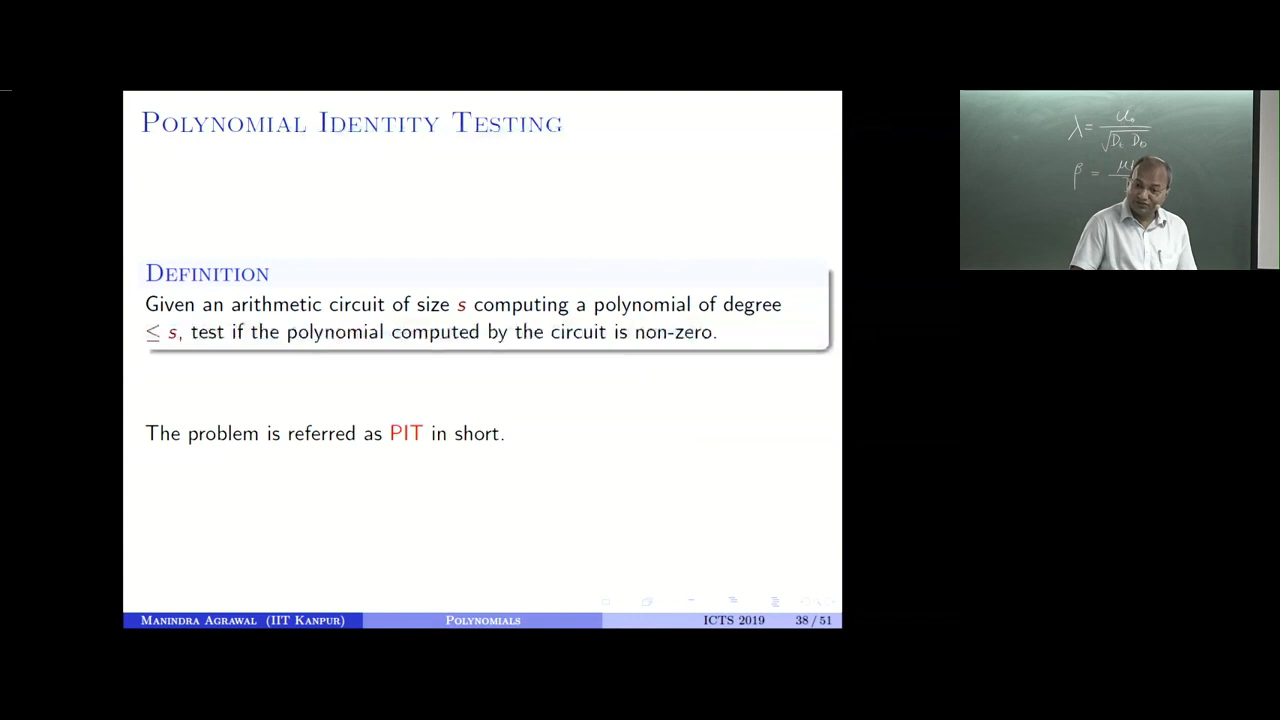 POLYNOMIAL IDENTITY TESTING
DEFINITION
Given an arithmetic circuit of size s computing a polynomial of degree
≤ s, test if the polynomial computed by the circuit is non-zero.
The problem is referred as PIT in short.
MANINDRA AGRAWAL (IIT KANPUR) POLYNOMIALS ICTS 2019 38 / 51
λ =
β =